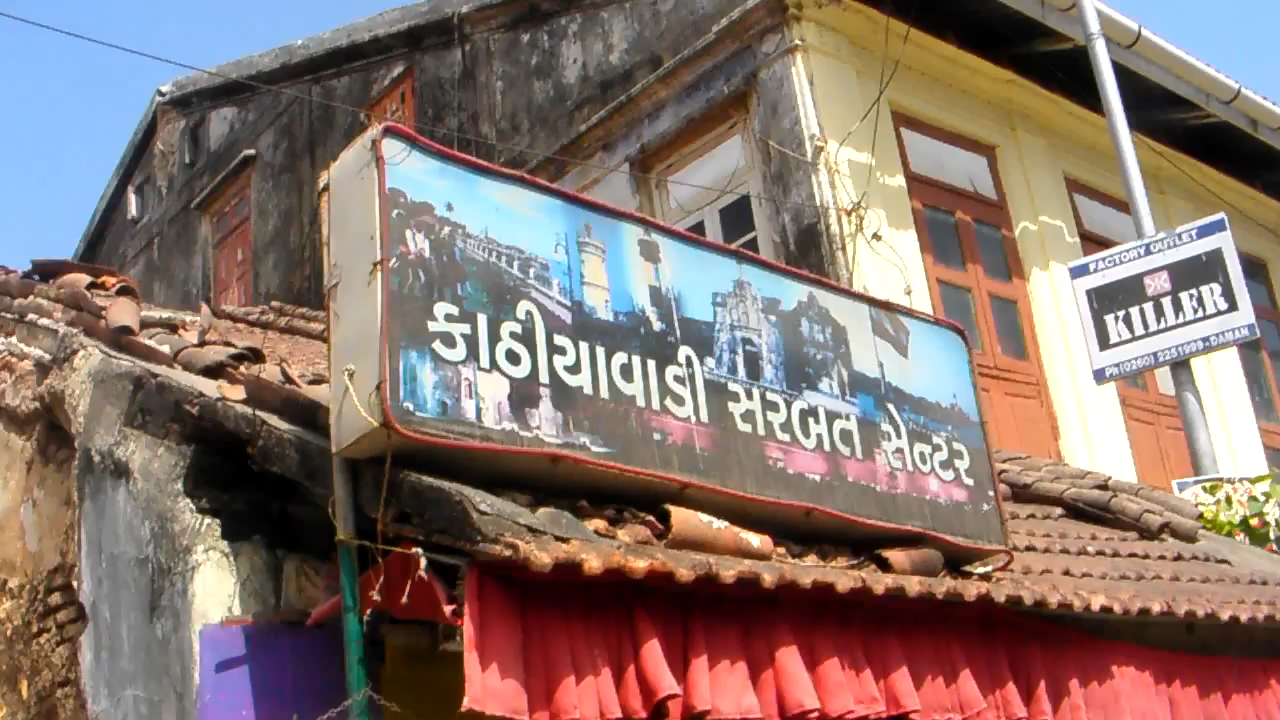 કાઠીયાવાડી સરબત સેન્ટર
FACTORY OUTLET
KILLER
Ph (0260) 2251999 - DAMAN